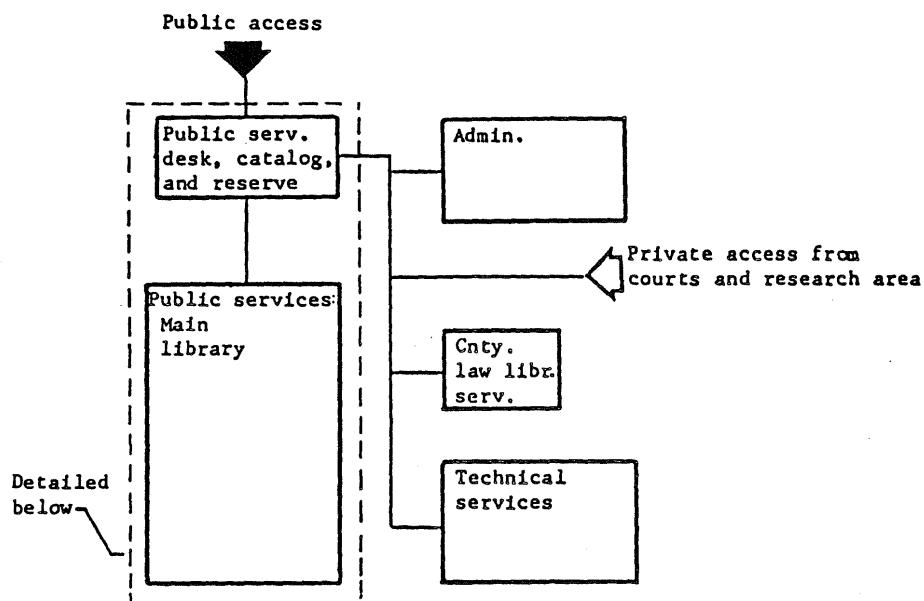 Public access
Public serv.
desk, catalog,
and reserve
Admin.
Private access from
courts and research area
Public services:
Main
library
Cnty.
law libr.
serv.
Detailed
below
Technical
services